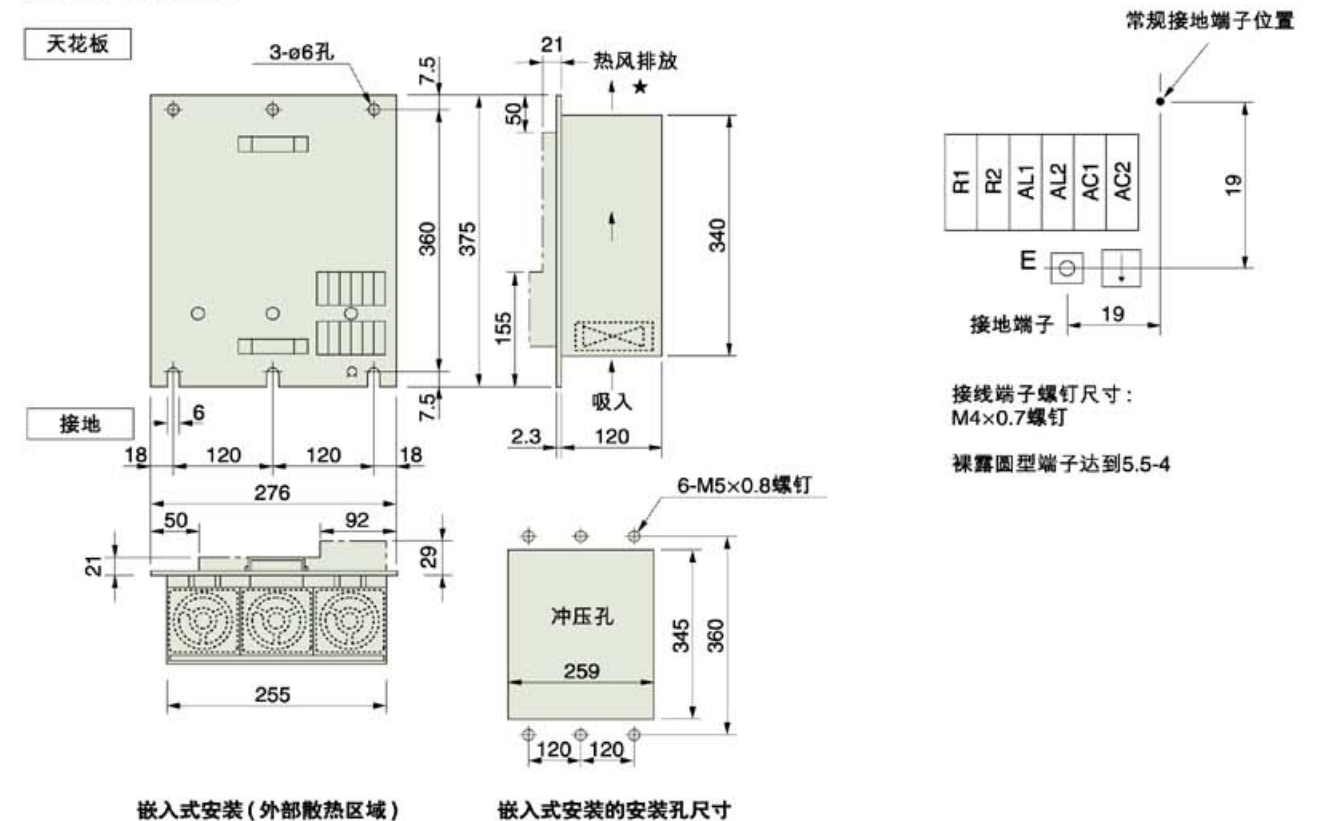 天花板
3-ø6孔
7.5
360
375
7.5
6
18
120
120
18
276
接地
21
热风排放
★
50
340
155
吸入
2.3
120
常规接地端子位置
R1
R2
AL1
AL2
AC1
AC2
19
E
接地端子
19
接线端子螺钉尺寸：
M4×0.7螺钉
裸露圆型端子达到5.5-4
50
92
21
29
255
6-M5×0.8螺钉
冲压孔
259
345
360
120
120
嵌入式安装(外部散热区域)
嵌入式安装的安装孔尺寸